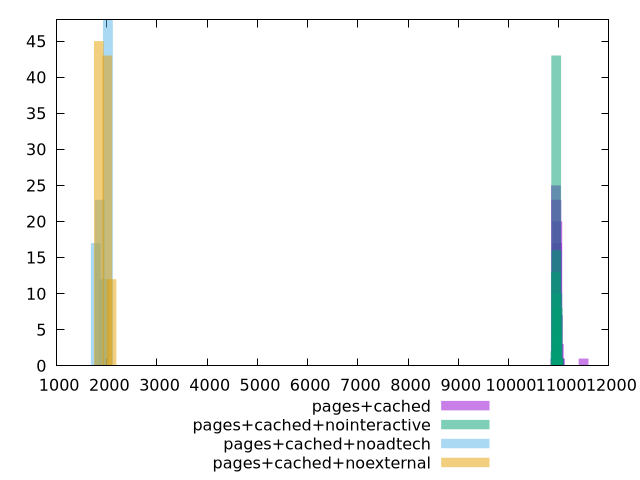 45
40
35
30
25
20
15
10
5
0
1000 2000 3000 4000 5000 6000 7000 8000 9000 10000 11000 12000
pages+cached
pages+cached+nointeractive
pages+cached+noadtech
pages+cached+noexternal